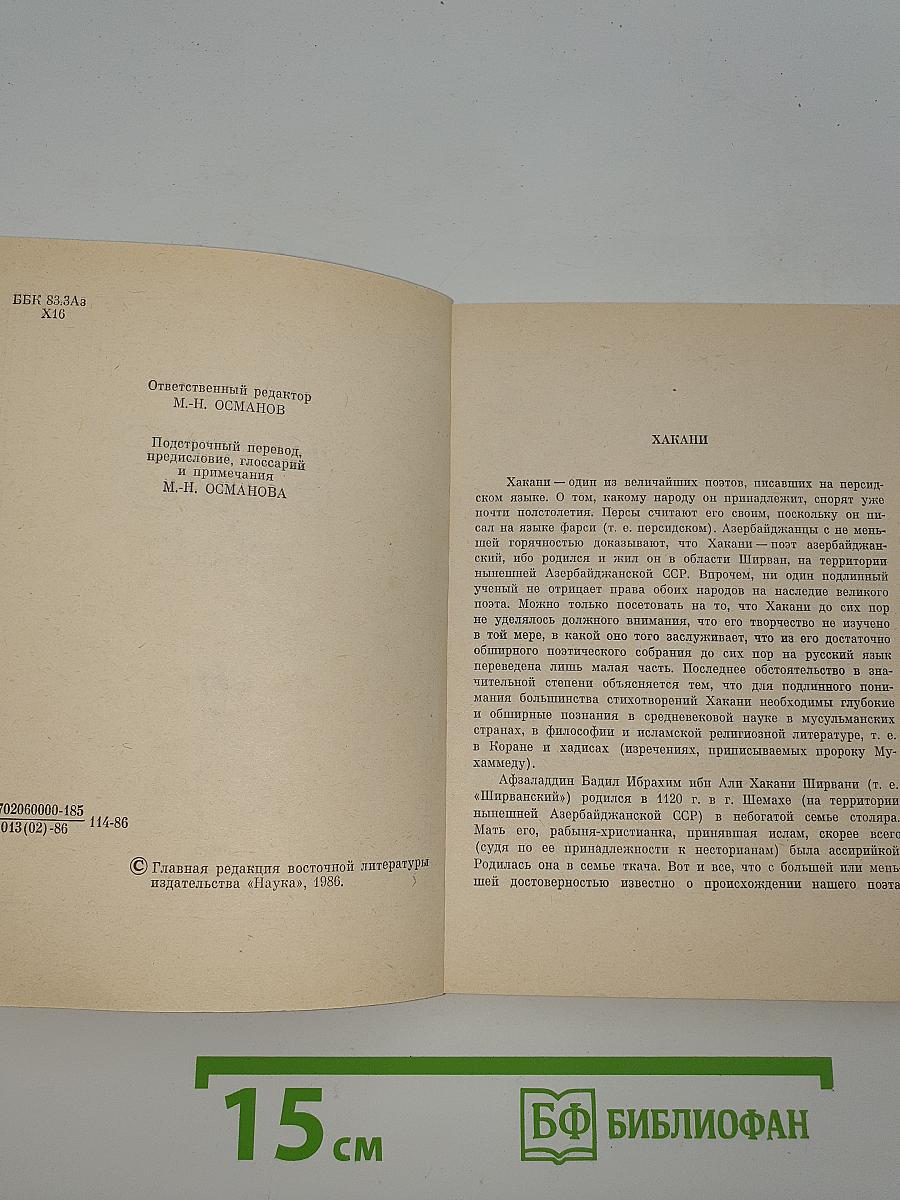 ББК 83.3Аз
Х16
Ответственный редактор
М.-Н. ОСМАНОВ
Подстрочный перевод,
предисловие, глоссарий
и примечания
М.-Н. ОСМАНОВА
702060000-185
013(02)-86
114-86
© Главная редакция восточной литературы
издательства «Наука», 1986.
ХАКАНИ
Хакани — один из величайших поэтов, писавших на персид-
ском языке. О том, какому народу он принадлежит, спорят уже
почти полстолетия. Персы считают его своим, поскольку он пи-
сал на языке фарси (т. е. персидском). Азербайджанцы с не мень-
шей горячностью доказывают, что Хакани — поэт азербайджан-
ский, ибо родился и жил он в области Ширван, на территории
нынешней Азербайджанской ССР. Впрочем, ни один подлинный
ученый не отрицает права обоих народов на наследие великого
поэта. Можно только посетовать на то, что Хакани до сих пор
не уделялось должного внимания, что его творчество не изучено
в той мере, в какой оно того заслуживает, что из его достаточно
обширного поэтического собрания до сих пор на русский язык
переведена лишь малая часть. Последнее обстоятельство в зна-
чительной степени объясняется тем, что для подлинного пони-
мания большинства стихотворений Хакани необходимы глубокие
и обширные познания в средневековой науке в мусульманских
странах, в философии и исламской религиозной литературе, т. е.
в Коране и хадисах (изречениях, приписываемых пророку Му-
хаммеду).
Афзаладдин Бадил Ибрахим ибн Али Хакани Ширвани (т. е.
«Ширванский») родился в 1120 г. в г. Шемахе (на территории
нынешней Азербайджанской ССР) в небогатой семье столяра.
Мать его, рабыня-христианка, принявшая ислам, скорее всего
(судя по ее принадлежности к несторианам) была ассирийкой
Родилась она в семье ткача. Вот и все, что с большей или мень-
шей достоверностью известно о происхождении нашего поэта
15 см
БФ БИБЛИОФАН